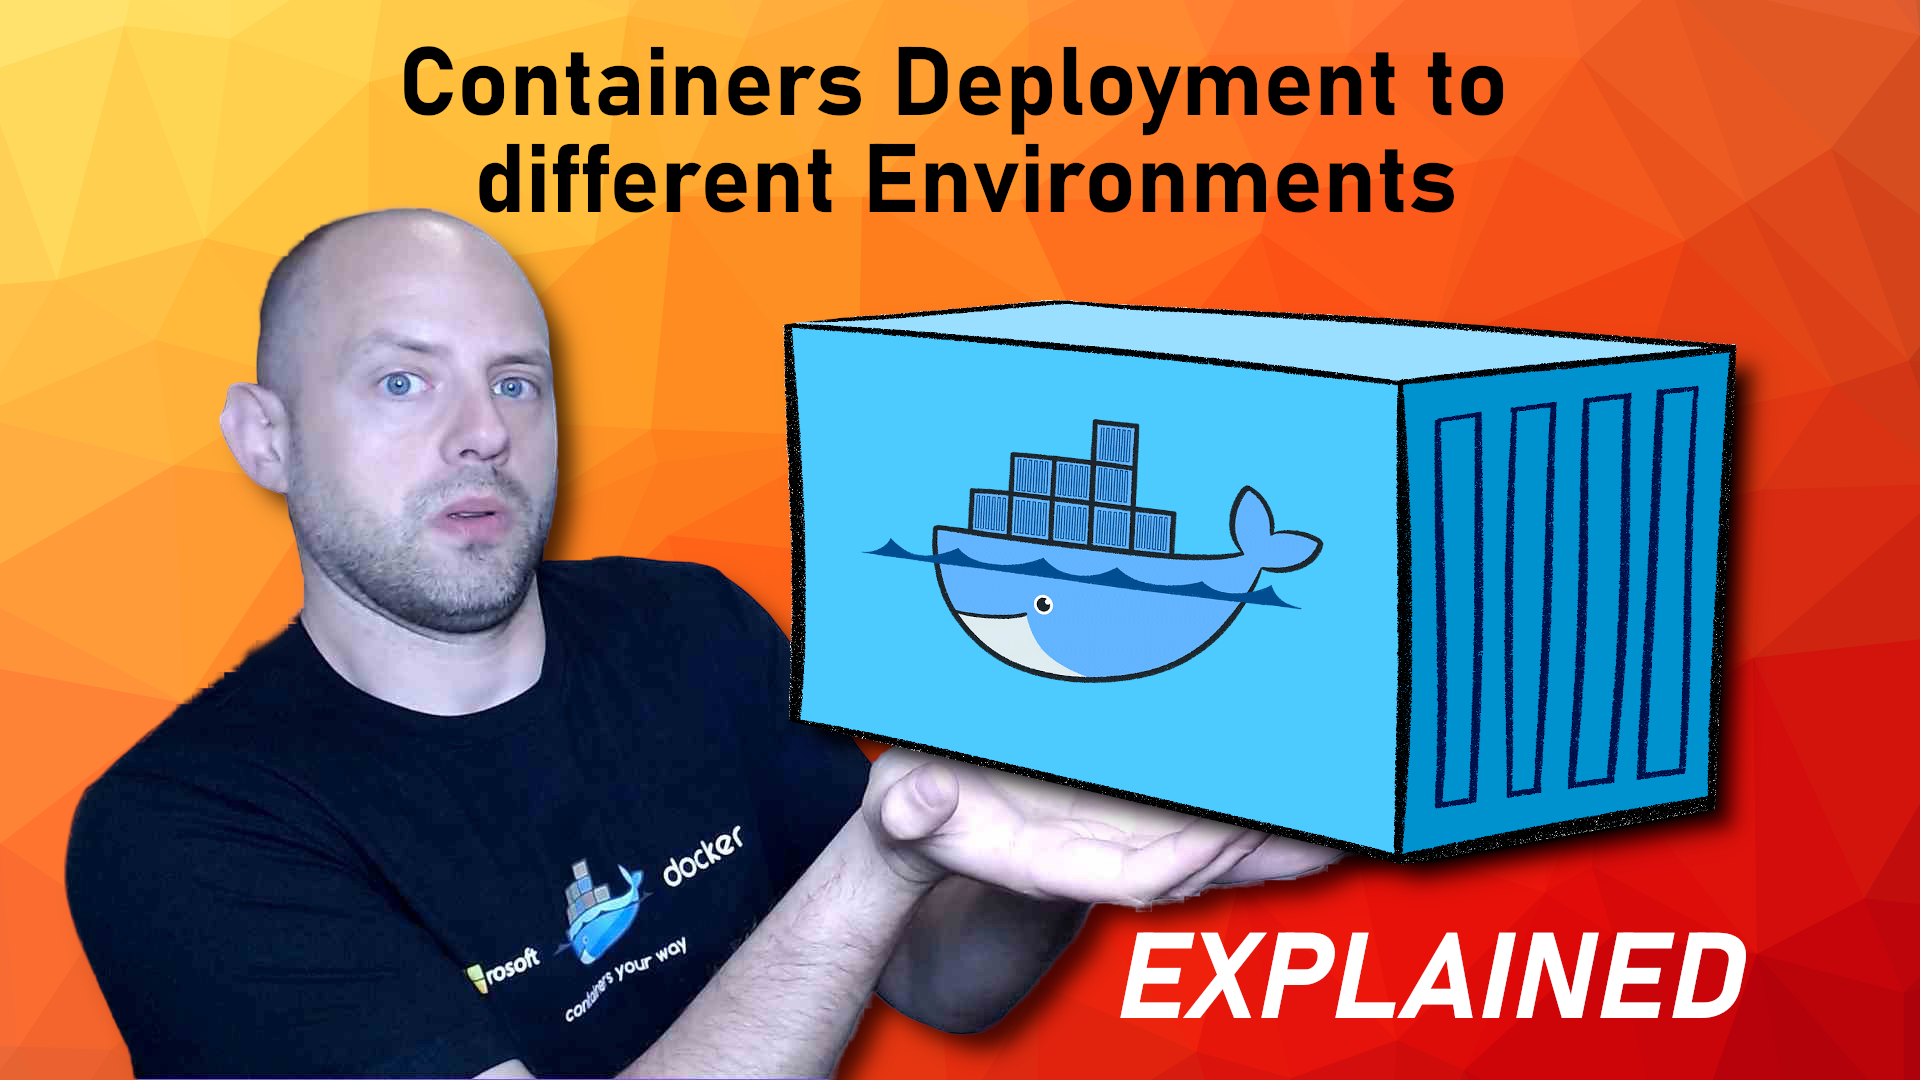 Containers Deployment to
different Environments
docker
rosoft
containers your way
EXPLAINED